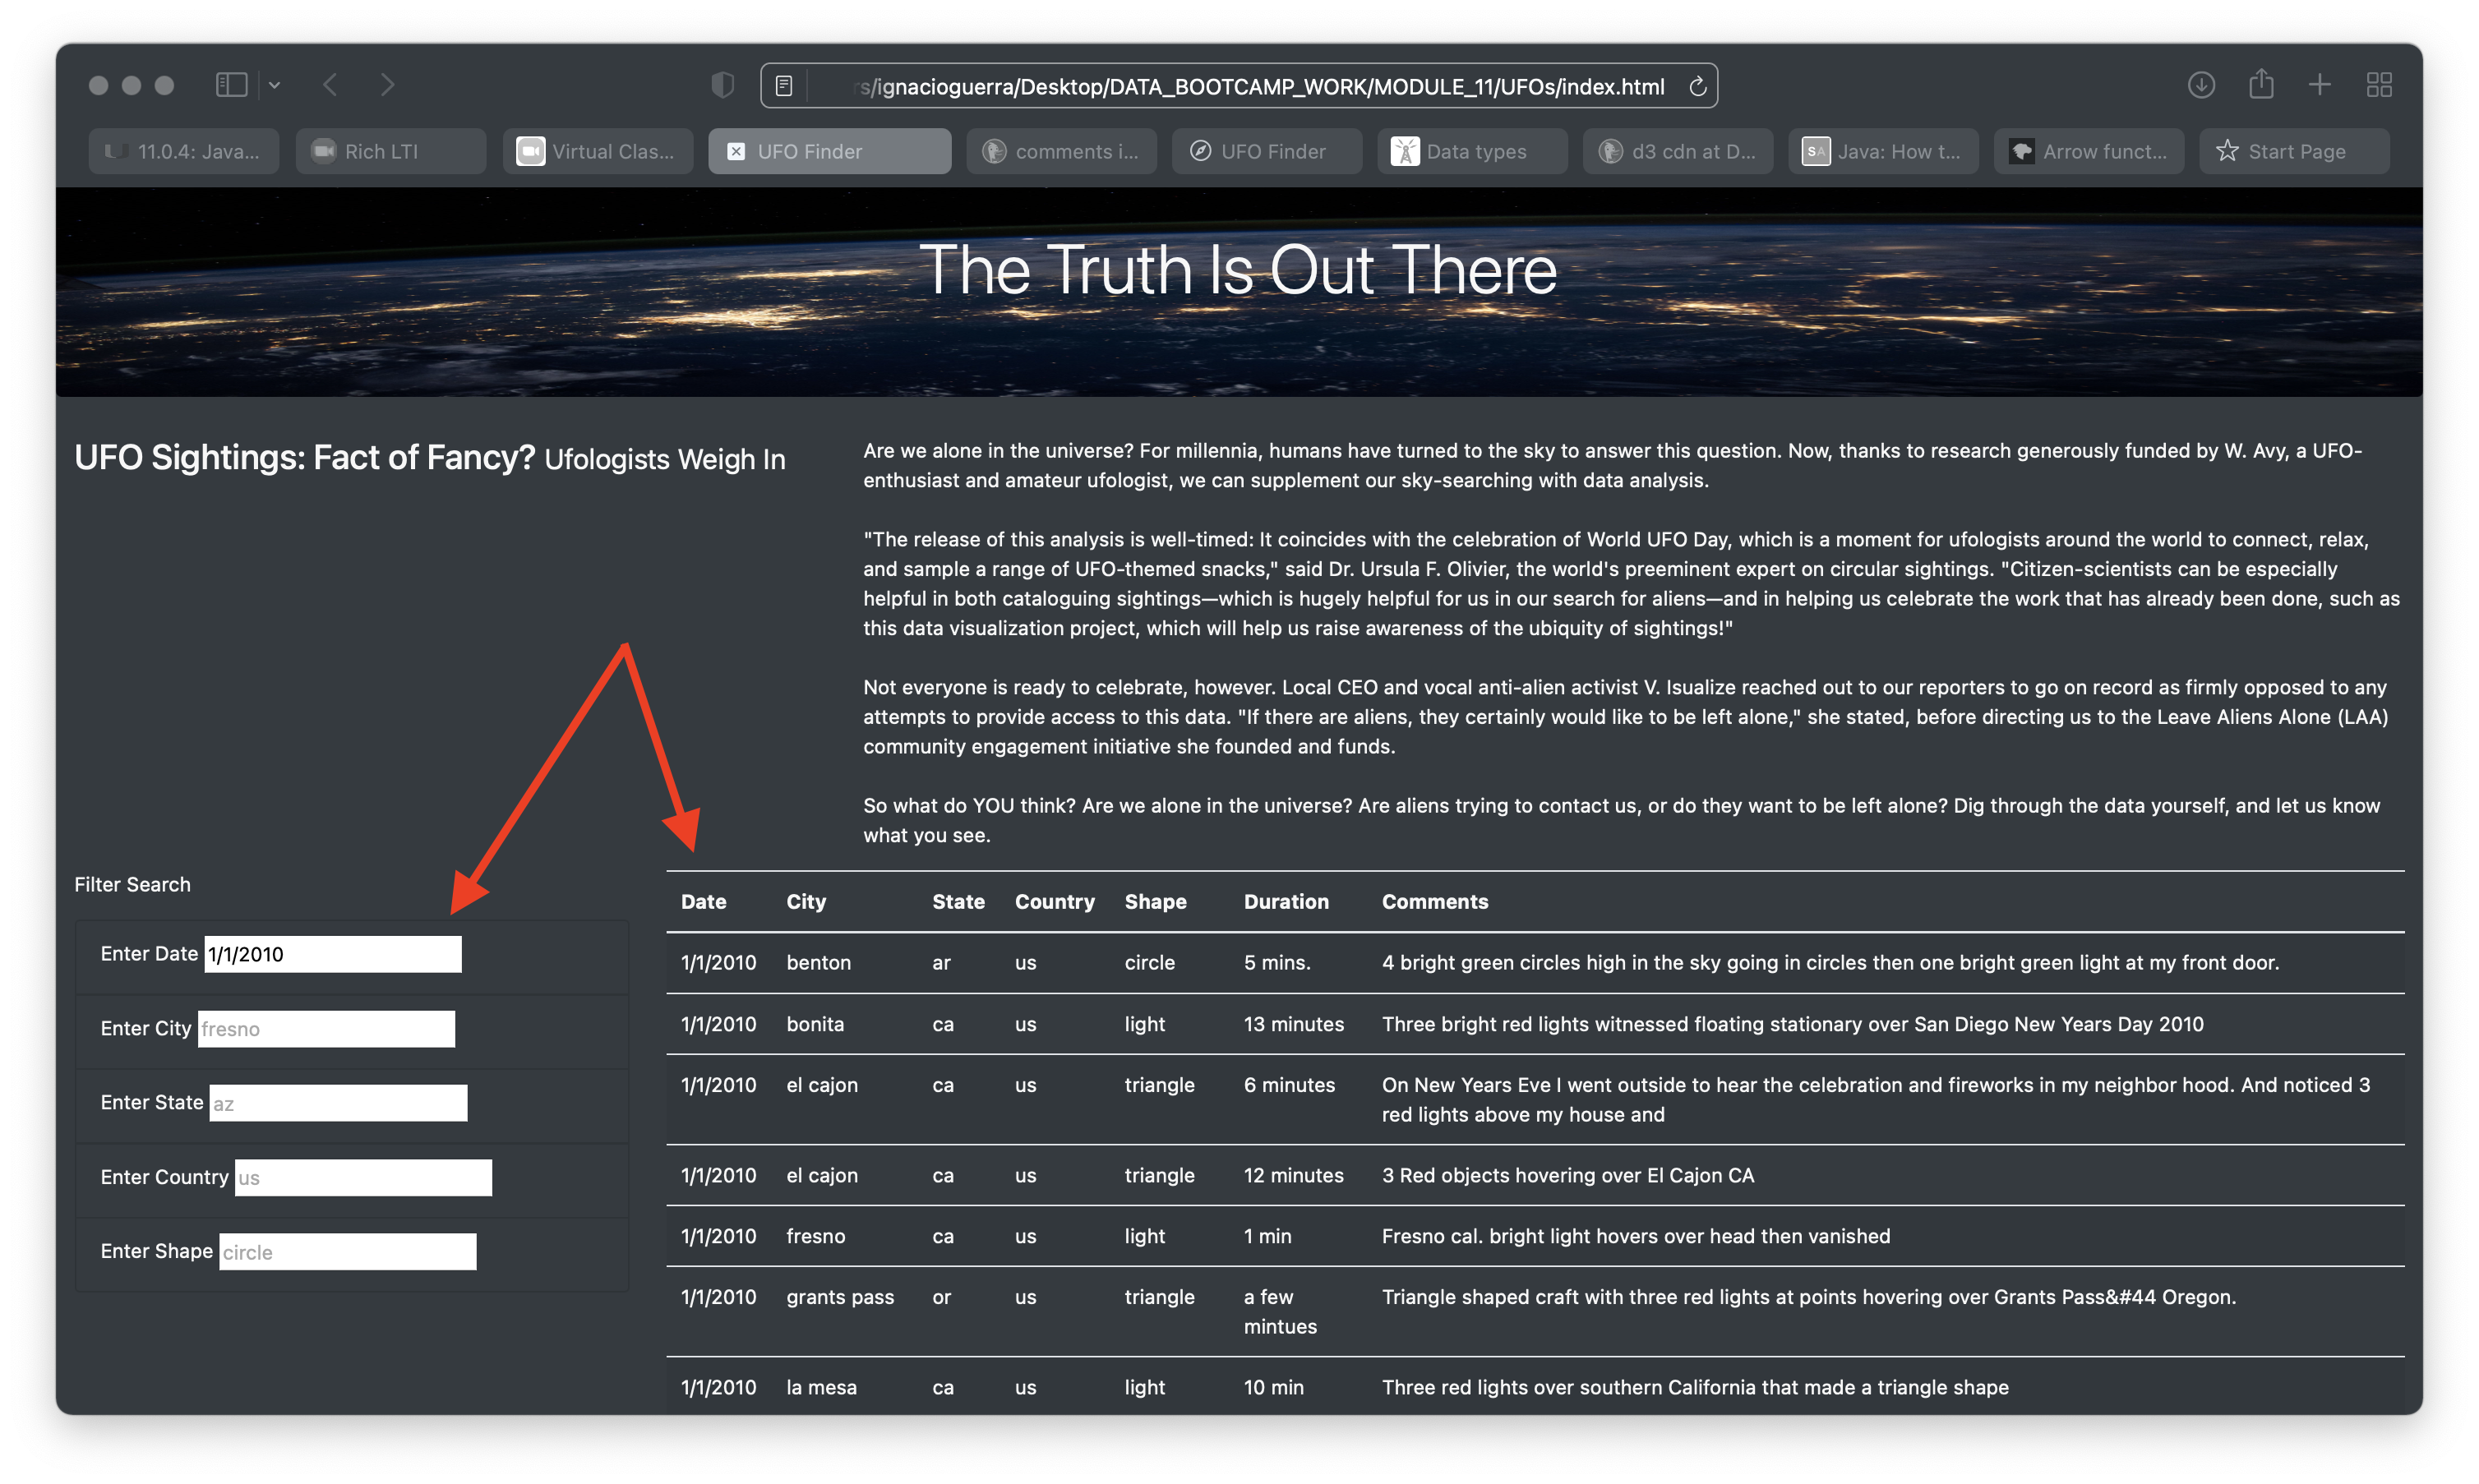 rs/ignacioguerra/Desktop/DATA_BOOTCAMP_WORK/MODULE_11/UFOs/index.html
11.0.4: Java...
Rich LTI
Virtual Clas...
UFO Finder
comments i...
UFO Finder
Data types
d3 cdn at D...
SA Java: How t...
Arrow funct...
Start Page
The Truth Is Out There
UFO Sightings: Fact of Fancy? Ufologists Weigh In
Are we alone in the universe? For millennia, humans have turned to the sky to answer this question. Now, thanks to research generously funded by W. Avy, a UFO-
enthusiast and amateur ufologist, we can supplement our sky-searching with data analysis.
"The release of this analysis is well-timed: It coincides with the celebration of World UFO Day, which is a moment for ufologists around the world to connect, relax,
and sample a range of UFO-themed snacks," said Dr. Ursula F. Olivier, the world's preeminent expert on circular sightings. "Citizen-scientists can be especially
helpful in both cataloguing sightings—which is hugely helpful for us in our search for aliens—and in helping us celebrate the work that has already been done, such as
this data visualization project, which will help us raise awareness of the ubiquity of sightings!"
Not everyone is ready to celebrate, however. Local CEO and vocal anti-alien activist V. Isualize reached out to our reporters to go on record as firmly opposed to any
attempts to provide access to this data. "If there are aliens, they certainly would like to be left alone," she stated, before directing us to the Leave Aliens Alone (LAA)
community engagement initiative she founded and funds.
So what do YOU think? Are we alone in the universe? Are aliens trying to contact us, or do they want to be left alone? Dig through the data yourself, and let us know
what you see.
Filter Search
Enter Date 1/1/2010
Enter City fresno
Enter State az
Enter Country us
Enter Shape circle
Date City State Country Shape Duration Comments
1/1/2010 benton ar us circle 5 mins. 4 bright green circles high in the sky going in circles then one bright green light at my front door.
1/1/2010 bonita ca us light 13 minutes Three bright red lights witnessed floating stationary over San Diego New Years Day 2010
1/1/2010 el cajon ca us triangle 6 minutes On New Years Eve I went outside to hear the celebration and fireworks in my neighbor hood. And noticed 3
red lights above my house and
1/1/2010 el cajon ca us triangle 12 minutes 3 Red objects hovering over El Cajon CA
1/1/2010 fresno ca us light 1 min Fresno cal. bright light hovers over head then vanished
1/1/2010 grants pass or us triangle a few Triangle shaped craft with three red lights at points hovering over Grants Pass&#44 Oregon.
mintues
1/1/2010 la mesa ca us light 10 min Three red lights over southern California that made a triangle shape